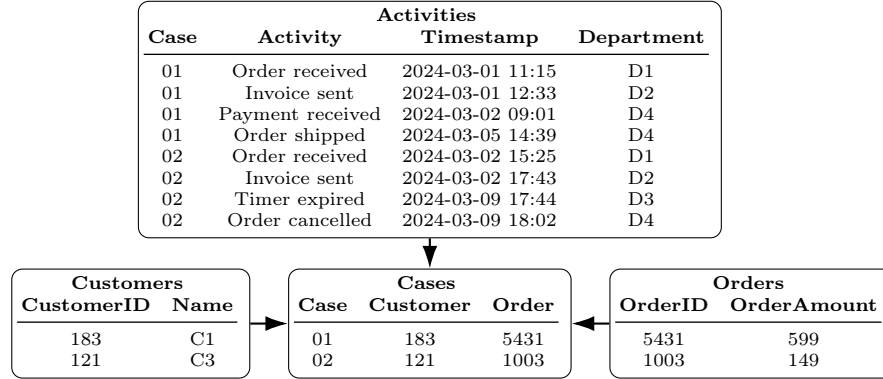 Activities
Case Activity Timestamp Department
01 Order received 2024-03-01 11:15 D1
01 Invoice sent 2024-03-01 12:33 D2
01 Payment received 2024-03-02 09:01 D4
01 Order shipped 2024-03-05 14:39 D4
02 Order received 2024-03-02 15:25 D1
02 Invoice sent 2024-03-02 17:43 D2
02 Timer expired 2024-03-09 17:44 D3
02 Order cancelled 2024-03-09 18:02 D4
Customers
CustomerID Name
183 C1
121 C3
Cases
Case Customer Order
01 183 5431
02 121 1003
Orders
OrderID OrderAmount
5431 599
1003 149